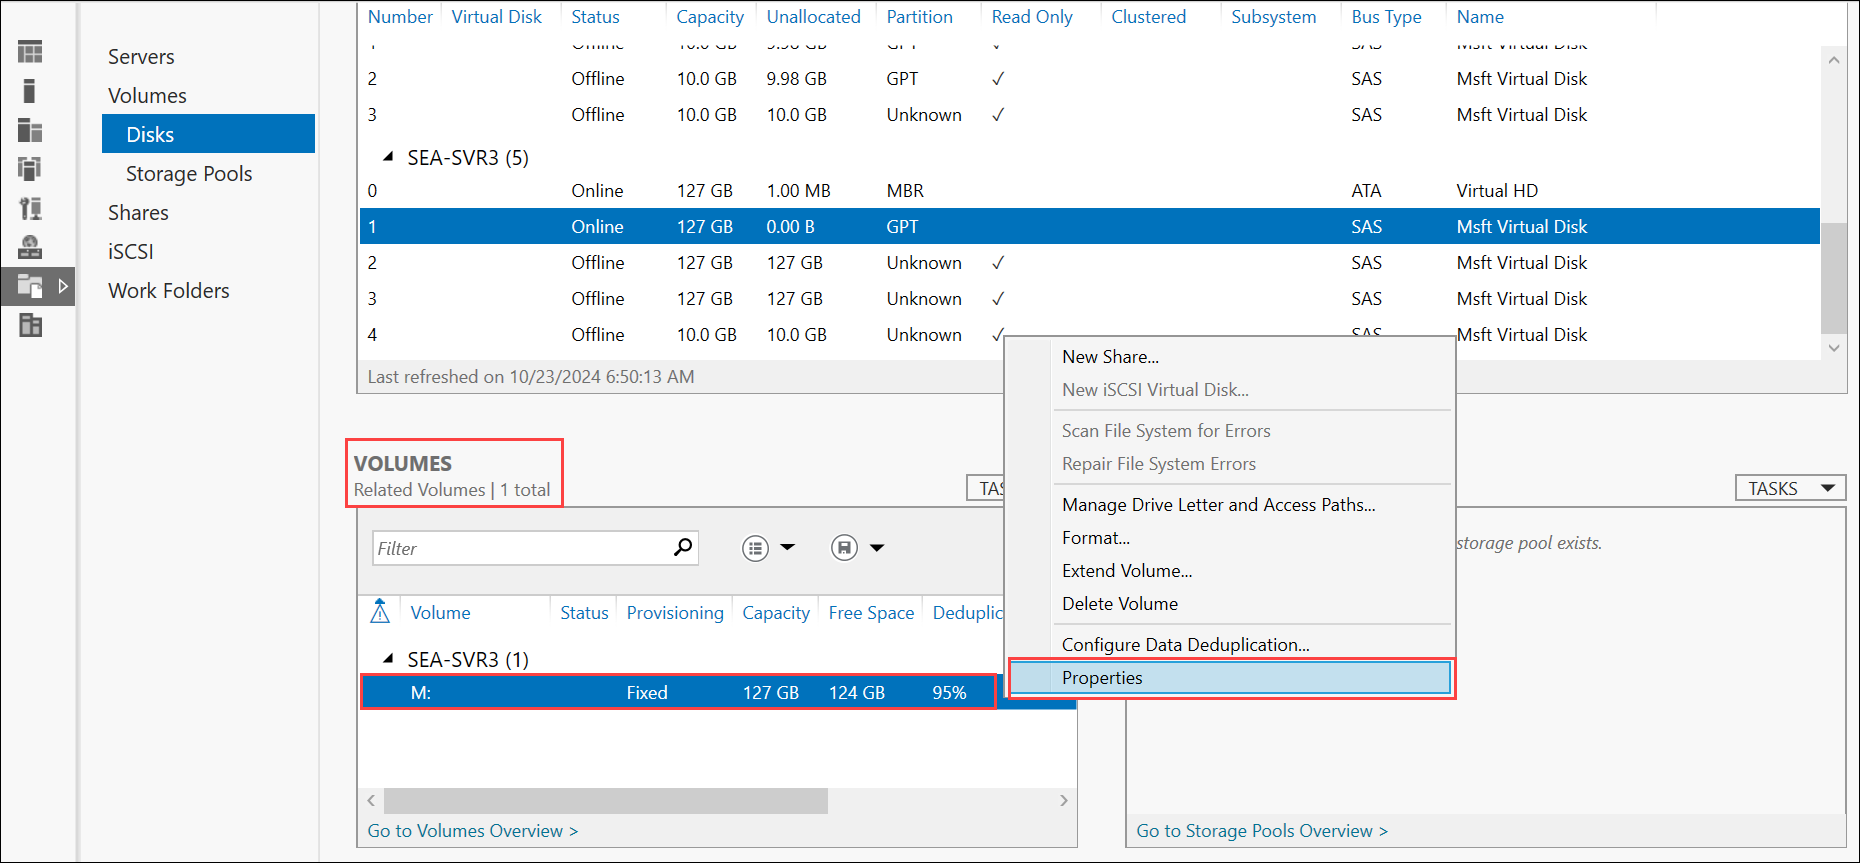 Number Virtual Disk Status Capacity Unallocated Partition Read Only Clustered Subsystem Bus Type Name
Servers
Volumes
Disks
Storage Pools
Shares
iSCSI
Work Folders
2 Offline 10.0 GB 9.98 GB GPT ✓ SAS Msft Virtual Disk
3 Offline 10.0 GB 10.0 GB Unknown ✓ SAS Msft Virtual Disk
SEA-SVR3 (5)
0 Online 127 GB 1.00 MB MBR ATA Virtual HD
1 Online 127 GB 0.00 B GPT SAS Msft Virtual Disk
2 Offline 127 GB 127 GB Unknown ✓ SAS Msft Virtual Disk
3 Offline 127 GB 127 GB Unknown ✓ SAS Msft Virtual Disk
4 Offline 10.0 GB 10.0 GB Unknown ✓ SAS Msft Virtual Disk
Last refreshed on 10/23/2024 6:50:13 AM
New Share...
New iSCSI Virtual Disk...
Scan File System for Errors
Repair File System Errors
Manage Drive Letter and Access Paths...
Format...
Extend Volume...
Delete Volume
Configure Data Deduplication...
Properties
VOLUMES
Related Volumes | 1 total
TAS
Filter
Volume Status Provisioning Capacity Free Space Deduplic
SEA-SVR3 (1)
M: Fixed 127 GB 124 GB 95%
Go to Volumes Overview >
TASKS
storage pool exists.
Go to Storage Pools Overview >